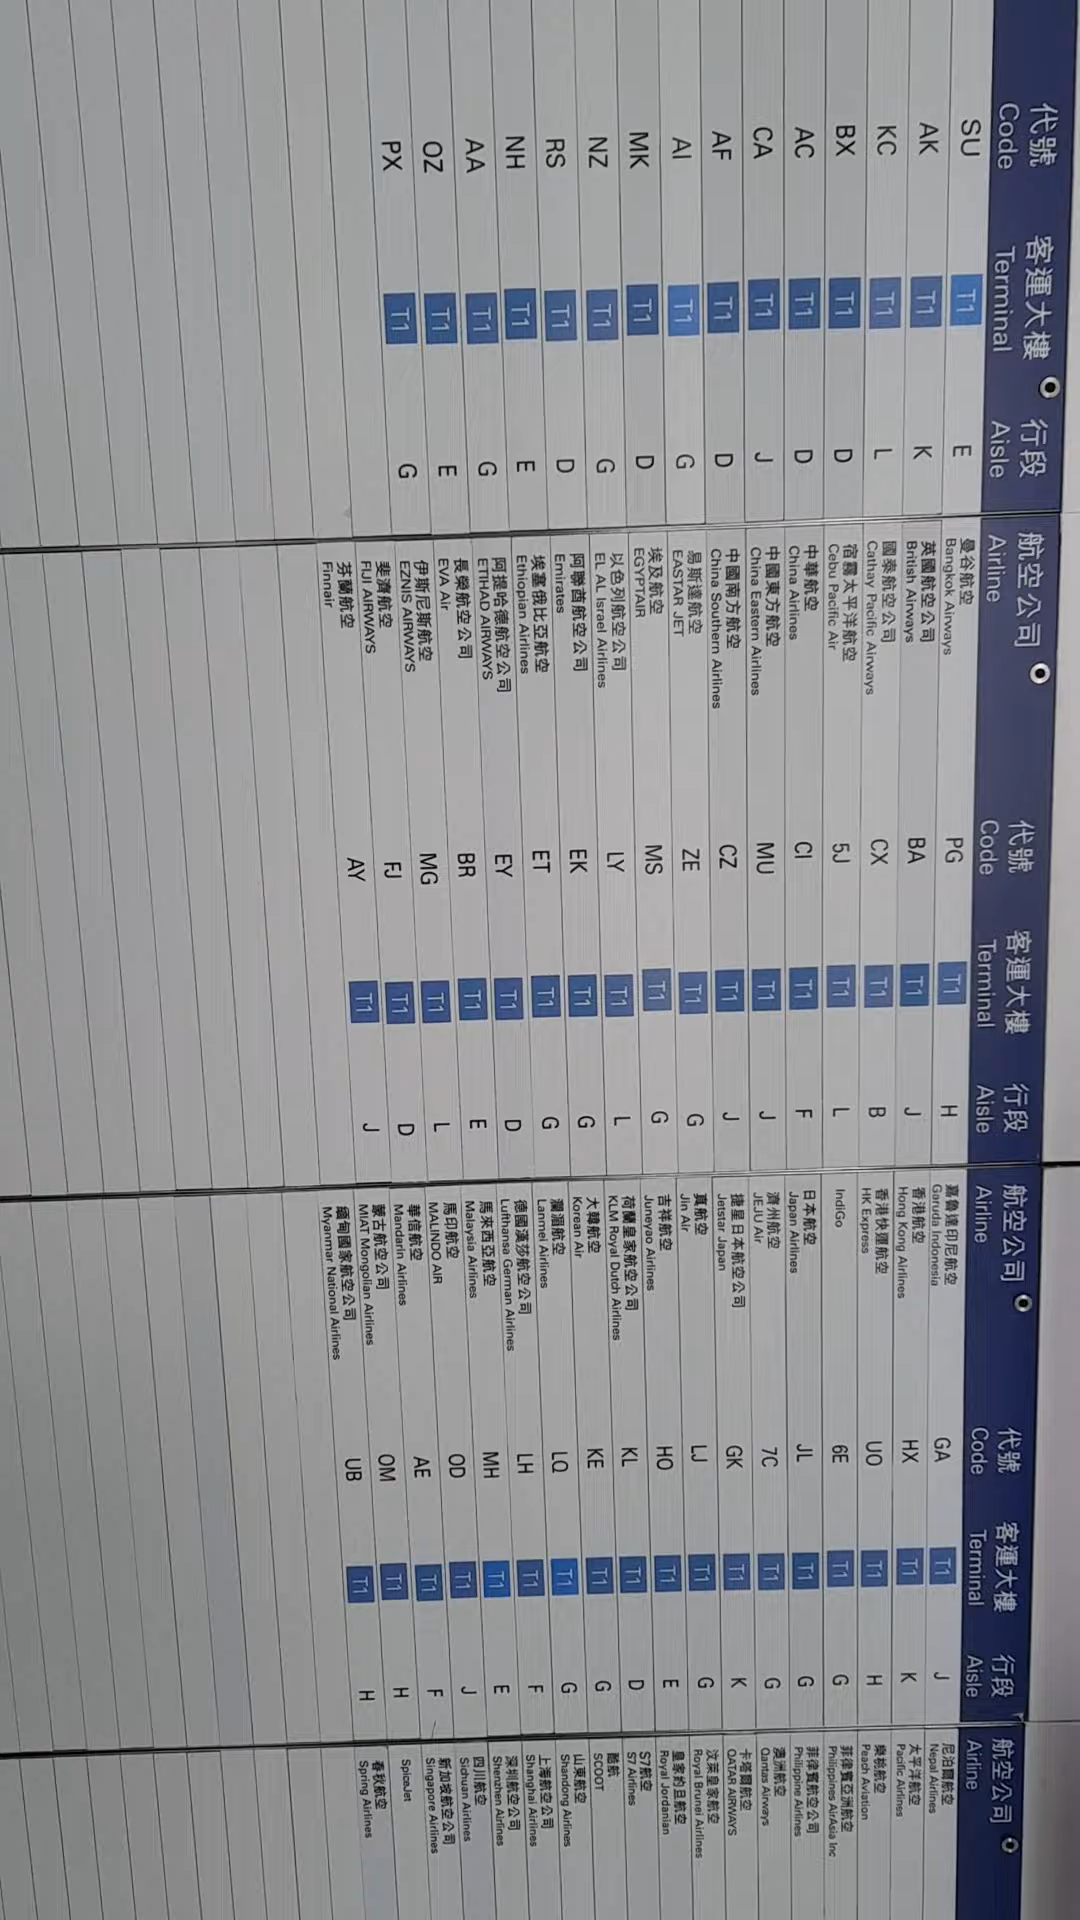 代號 客運大樓 行段
Code Terminal Aisle
SU T1 E
AK T1 K
KC T1 L
BX T1 D
AC T1 D
CA T1 J
AF T1 D
AI T1 G
MK T1 D
NZ T1 G
RS T1 D
NH T1 E
AA T1 G
OZ T1 E
PX T1 G
航空公司 代號 客運大樓 行段
Airline Code Terminal Aisle
曼谷航空
Bangkok Airways PG T1 H
英國航空公司
British Airways BA T1 J
國泰航空公司
Cathay Pacific Airways CX T1 B
宿霧太平洋航空
Cebu Pacific Air 5J T1 L
中華航空
China Airlines CI T1 F
中國東方航空
China Eastern Airlines MU T1 J
中國南方航空
China Southern Airlines CZ T1 J
易斯達航空
EASTAR JET ZE T1 G
埃及航空
EGYPTAIR MS T1 G
以色列航空公司
EL AL Israel Airlines LY T1 L
阿聯酋航空公司
Emirates EK T1 G
埃塞俄比亞航空
Ethiopian Airlines ET T1 G
阿提哈德航空公司
ETIHAD AIRWAYS EY T1 D
長榮航空公司
EVA Air BR T1 E
伊斯尼斯航空
EZNIS AIRWAYS MG T1 L
斐濟航空
FIJI AIRWAYS FJ T1 D
芬蘭航空
Finnair AY T1 J
航空公司 代號 客運大樓 行段
Airline Code Terminal Aisle
嘉魯達印尼航空
Garuda Indonesia GA T1 J
香港航空
Hong Kong Airlines HX T1 K
香港快運航空
HK Express UO T1 H
IndiGo 6E T1 G
日本航空
Japan Airlines JL T1 G
濟州航空
JEJU Air 7C T1 G
捷星日本航空公司
Jetstar Japan GK T1 K
真航空
Jin Air LJ T1 G
吉祥航空
Juneyao Airlines HO T1 E
荷蘭皇家航空公司
KLM Royal Dutch Airlines KL T1 D
大韓航空
Korean Air KE T1 G
瀾湄航空
Lanmei Airlines LQ T1 G
德國漢莎航空公司
Lufthansa German Airlines LH T1 F
馬來西亞航空
Malaysia Airlines MH T1 E
馬印航空
MALINDO AIR OD T1 J
華信航空
Mandarin Airlines AE T1 F
蒙古航空公司
MIAT Mongolian Airlines OM T1 H
緬甸國家航空公司
Myanmar National Airlines UB T1 H
航空公司
Airline
尼泊爾航空
Nepal Airlines
太平洋航空
Pacific Airlines
樂桃航空
Peach Aviation
菲律賓亞洲航空
Philippines AirAsia Inc
菲律賓航空公司
Philippine Airlines
澳洲航空
Qantas Airways
卡塔爾航空
QATAR AIRWAYS
汶萊皇家航空
Royal Brunei Airlines
皇家約旦航空
Royal Jordanian
S7航空
S7 Airlines
酷航
SCOOT
山東航空
Shandong Airlines
上海航空公司
Shanghai Airlines
深圳航空公司
Shenzhen Airlines
四川航空
Sichuan Airlines
新加坡航空公司
Singapore Airlines
SpiceJet
春秋航空
Spring Airlines